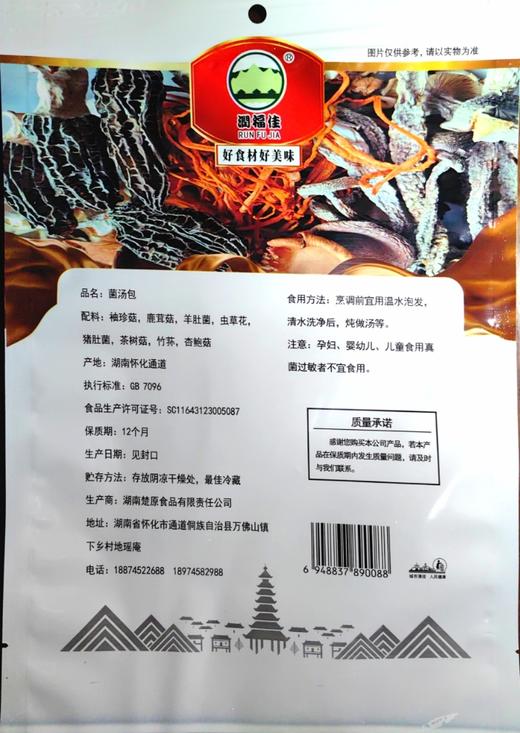 图片仅供参考，请以实物为准
®
润福佳
RUN FU JIA
好食材好美味
品名：菌汤包
配料：袖珍菇，鹿茸菇，羊肚菌，虫草花，
猪肚菌，茶树菇，竹荪，杏鲍菇
产地：湖南怀化通道
执行标准：GB 7096
食品生产许可证号：SC11643123005087
保质期：12个月
生产日期：见封口
贮存方法：存放阴凉干燥处，最佳冷藏
生产商：湖南楚原食品有限责任公司
地址：湖南省怀化市通道侗族自治县万佛山镇
下乡村地瑶庵
电话：18874522688 18974582988
食用方法：烹调前宜用温水泡发，
清水洗净后，炖做汤等。
注意：孕妇、婴幼儿、儿童食用真
菌过敏者不宜食用。
质量承诺
感谢您购买本公司产品，若本产
品在保质期内发生质量问题，请及时
与我们联系。
6 948837 890088
城市清洁 人民健康